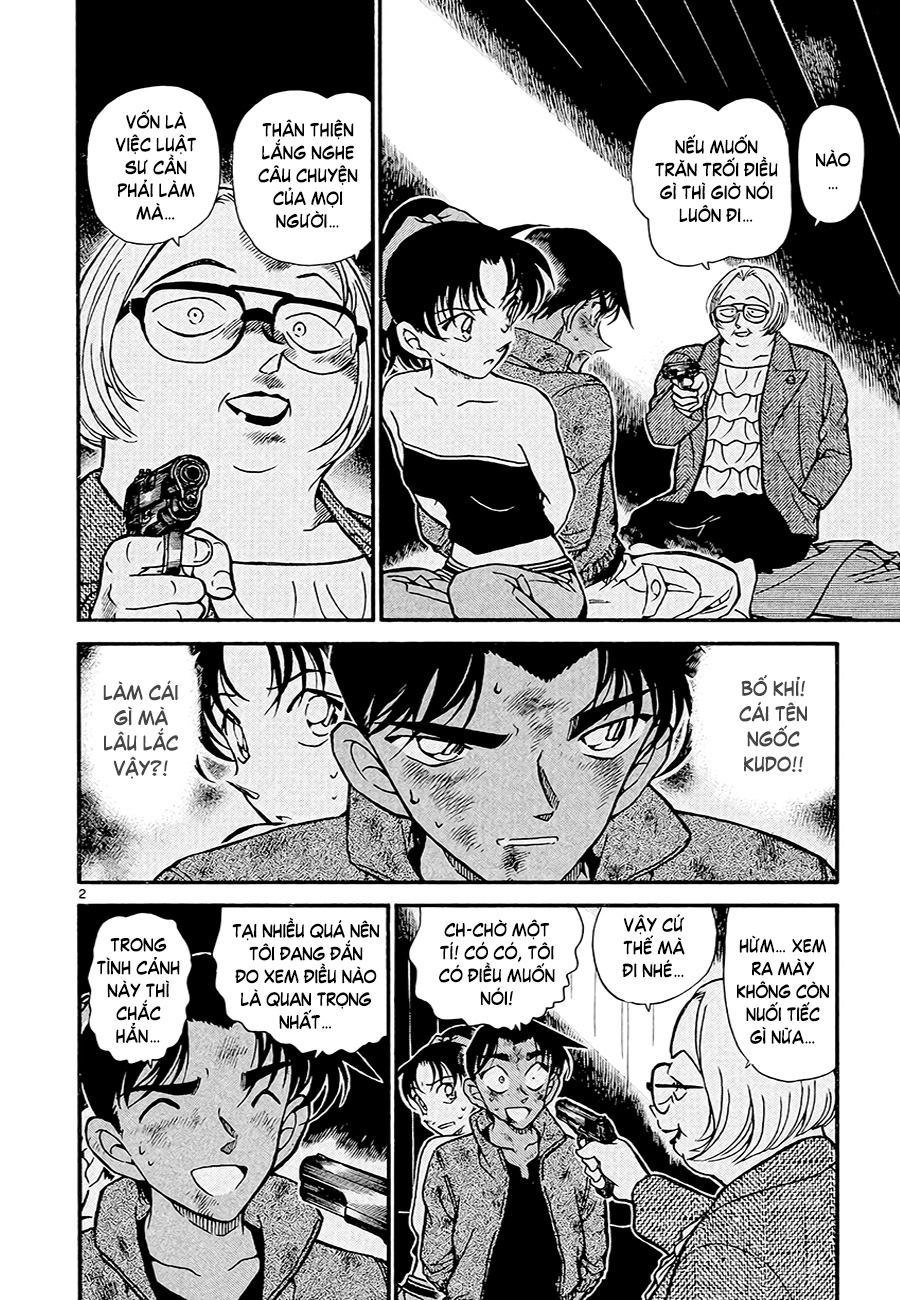 NÀO
...
NẾU MUỐN
TRĂN TRỐI ĐIỀU
GÌ THÌ GIỜ NÓI
LUÔN ĐI...
THÂN THIỆN
LẮNG NGHE
CÂU CHUYỆN
CỦA MỌI
NGƯỜI...
VỐN LÀ
VIỆC LUẬT
SƯ CẦN
PHẢI LÀM
MÀ...
BỐ KHỈ!
CÁI TÊN
NGỐC
KUDO!!
LÀM CÁI
GÌ MÀ
LÂU LẮC
VẬY?!
2
HỪM... XEM
RA MÀY
KHÔNG CÒN
NUỐI TIẾC
GÌ NỮA...
VẬY CỨ
THẾ MÀ
ĐI NHÉ...
CH-CHỜ MỘT
TÍ! CÓ CÓ, TÔI
CÓ ĐIỀU MUỐN
NÓI!
TẠI NHIỀU QUÁ NÊN
TÔI ĐANG DẮN
ĐO XEM ĐIỀU NÀO
LÀ QUAN TRỌNG
NHẤT...
TRONG
TÌNH CẢNH
NÀY THÌ
CHẮC
HẲN...